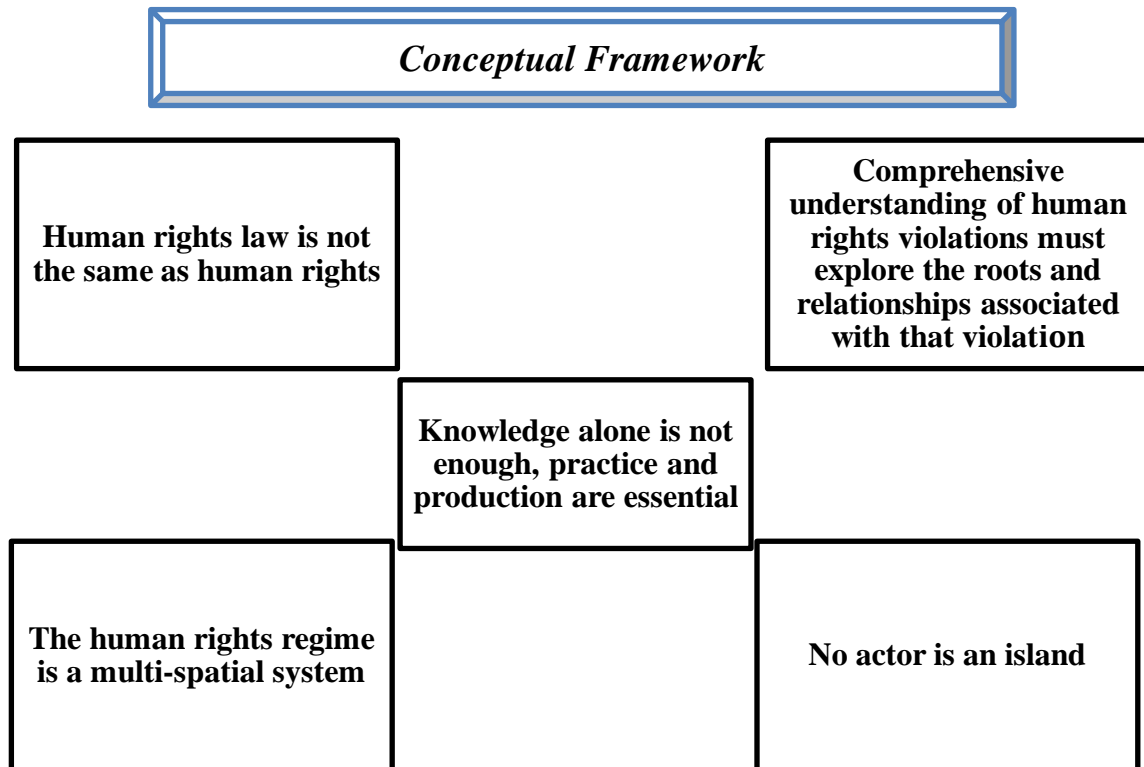 Conceptual Framework
Human rights law is not
the same as human rights
Comprehensive
understanding of human
rights violations must
explore the roots and
relationships associated
with that violation
Knowledge alone is not
enough, practice and
production are essential
The human rights regime
is a multi-spatial system
No actor is an island